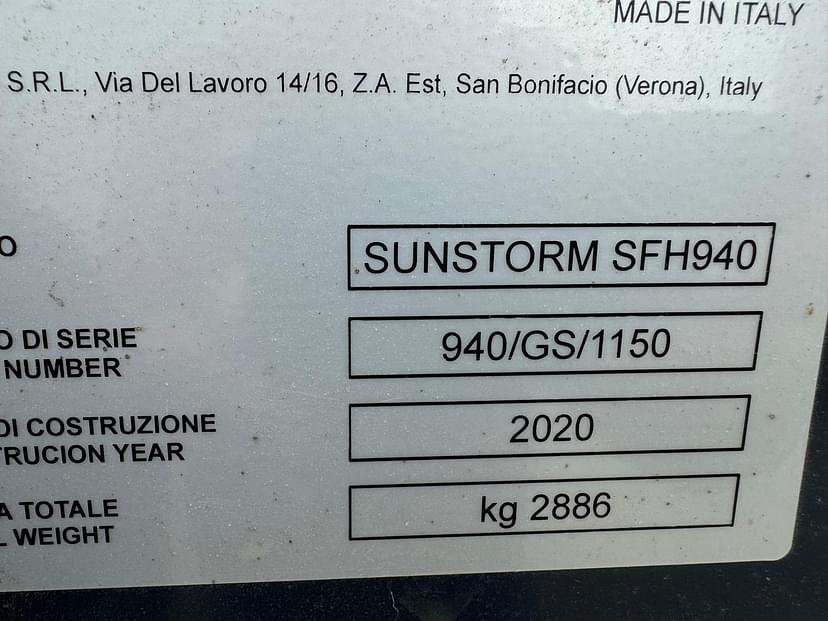 MADE IN ITALY
S.R.L., Via Del Lavoro 14/16, Z.A. Est, San Bonifacio (Verona), Italy
O SUNSTORM SFH940
O DI SERIE
NUMBER
940/GS/1150
DI COSTRUZIONE
TRUCION YEAR
2020
A TOTALE
L WEIGHT
kg 2886